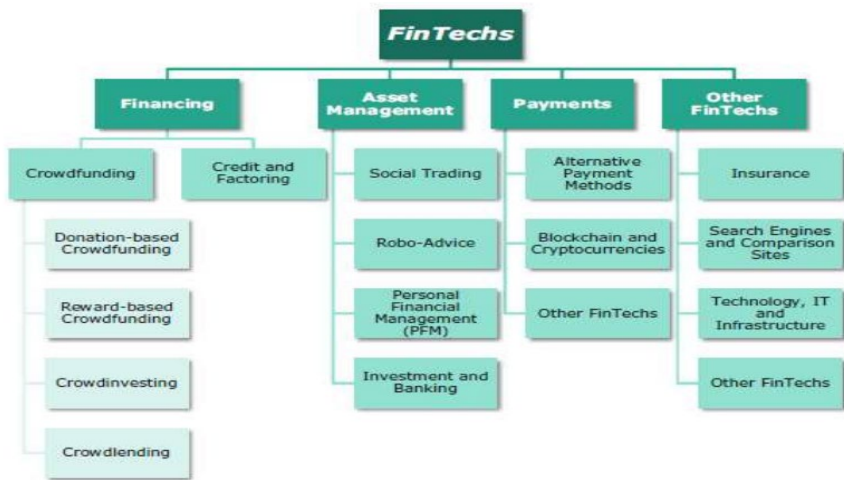 FinTechs
Financing
Asset
Management
Payments
Other
FinTechs
Crowdfunding
Credit and
Factoring
Social Trading
Alternative
Payment
Methods
Insurance
Donation-based
Crowdfunding
Robo-Advice
Blockchain and
Cryptocurrencies
Search Engines
and Comparison
Sites
Reward-based
Crowdfunding
Personal
Financial
Management
(PFM)
Other FinTechs
Technology, IT
and
Infrastructure
Crowdinvesting
Investment and
Banking
Other FinTechs
Crowdlending